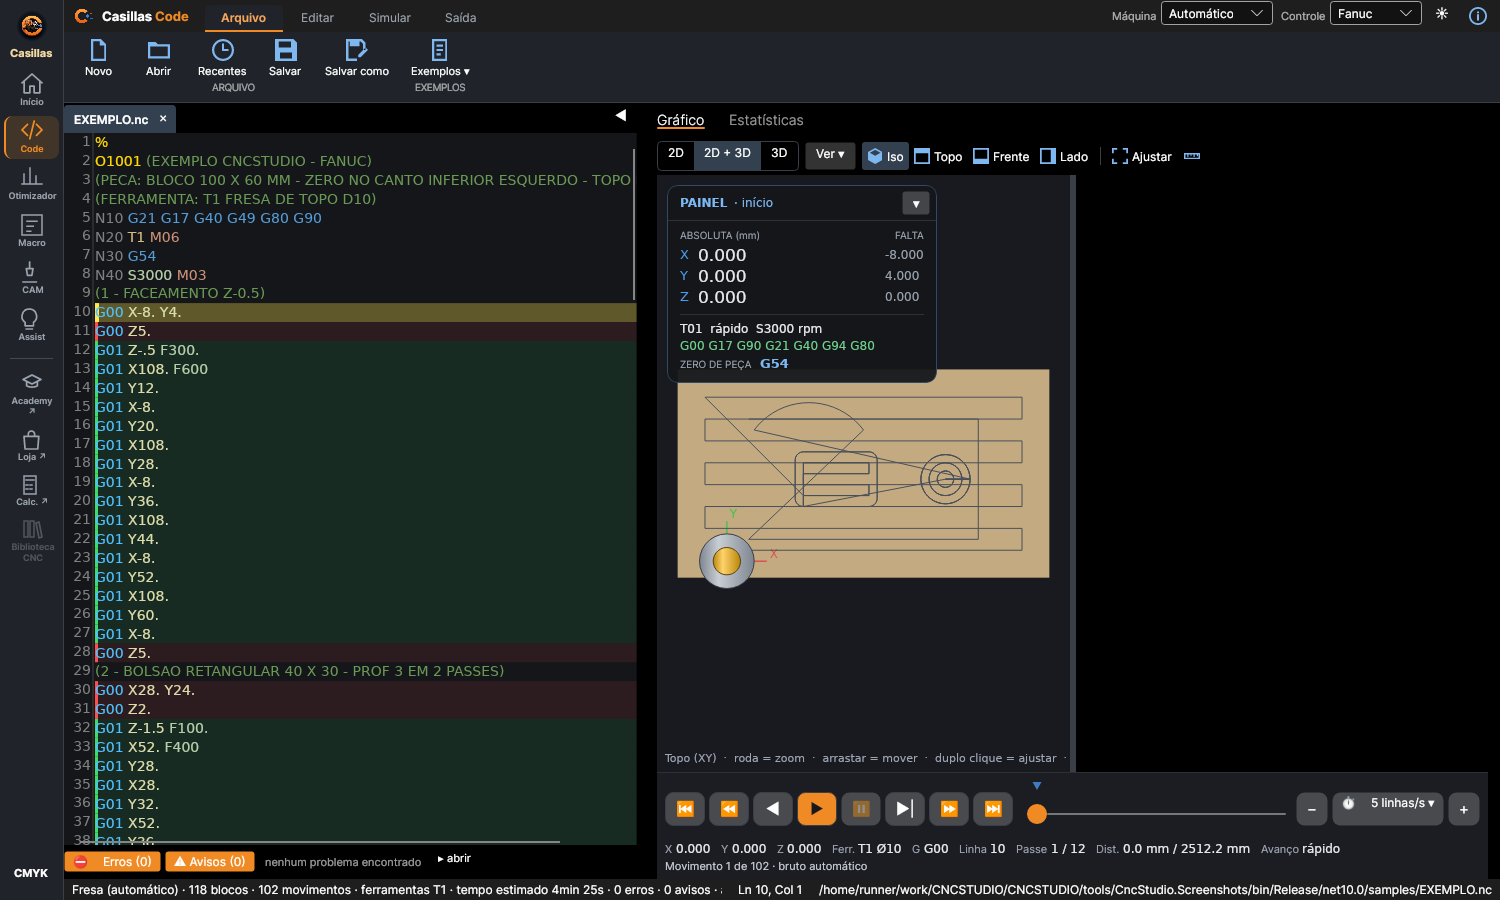 Casillas Code
Arquivo
Editar
Simular
Saída
Máquina
Automático
Controle
Fanuc
Casillas
Início
Code
Otimizador
Macro
CAM
Assist
Academy ↗
Loja ↗
Calc. ↗
Biblioteca CNC
CMYK
Novo
Abrir
Recentes
Salvar
Salvar como
Exemplos ▾
ARQUIVO
EXEMPLOS
EXEMPLO.nc ×
1 %
2 O1001 (EXEMPLO CNCSTUDIO - FANUC)
3 (PECA: BLOCO 100 X 60 MM - ZERO NO CANTO INFERIOR ESQUERDO - TOPO
4 (FERRAMENTA: T1 FRESA DE TOPO D10)
5 N10 G21 G17 G40 G49 G80 G90
6 N20 T1 M06
7 N30 G54
8 N40 S3000 M03
9 (1 - FACEAMENTO Z-0.5)
10 G00 X-8. Y4.
11 G00 Z5.
12 G01 Z-.5 F300.
13 G01 X108. F600
14 G01 Y12.
15 G01 X-8.
16 G01 Y20.
17 G01 X108.
18 G01 Y28.
19 G01 X-8.
20 G01 Y36.
21 G01 X108.
22 G01 Y44.
23 G01 X-8.
24 G01 Y52.
25 G01 X108.
26 G01 Y60.
27 G01 X-8.
28 G00 Z5.
29 (2 - BOLSAO RETANGULAR 40 X 30 - PROF 3 EM 2 PASSES)
30 G00 X28. Y24.
31 G00 Z2.
32 G01 Z-1.5 F100.
33 G01 X52. F400
34 G01 Y28.
35 G01 X28.
36 G01 Y32.
37 G01 X52.
38 G01 Y36.
Erros (0)
Avisos (0)
nenhum problema encontrado
▸ abrir
Gráfico
Estatísticas
2D
2D + 3D
3D
Ver ▾
Iso
Topo
Frente
Lado
Ajustar
PAINEL · início
ABSOLUTA (mm)
FALTA
X 0.000 -8.000
Y 0.000 4.000
Z 0.000 0.000
T01 rápido S3000 rpm
G00 G17 G90 G21 G40 G94 G80
ZERO DE PEÇA G54
Y
X
Topo (XY) · roda = zoom · arrastar = mover · duplo clique = ajustar ·
−
5 linhas/s ▾
+
X 0.000 Y 0.000 Z 0.000 Ferr. T1 Ø10 G G00 Linha 10 Passe 1 / 12 Dist. 0.0 mm / 2512.2 mm Avanço rápido
Movimento 1 de 102 · bruto automático
Fresa (automático) · 118 blocos · 102 movimentos · ferramentas T1 · tempo estimado 4min 25s · 0 erros · 0 avisos ·
Ln 10, Col 1
/home/runner/work/CNCSTUDIO/CNCSTUDIO/tools/CncStudio.Screenshots/bin/Release/net10.0/samples/EXEMPLO.nc